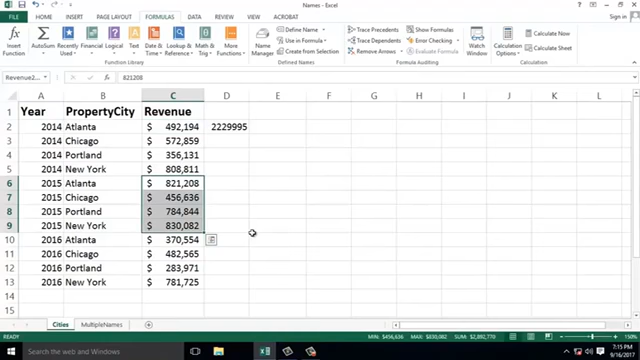 Names - Excel
Sign in
FILE HOME INSERT PAGE LAYOUT FORMULAS DATA REVIEW VIEW ACROBAT
Insert Function
AutoSum
Recently Used
Financial
Logical
Text
Date & Time
Lookup & Reference
More Functions
Name Manager
Define Name
Use in Formula
Create from Selection
Defined Names
Trace Precedents
Trace Dependents
Remove Arrows
Show Formulas
Error Checking
Evaluate Formula
Formula Auditing
Watch Window
Calculation Options
Calculate Now
Calculate Sheet
Calculation
Revenue2... fx 821208
A B C D E F G H I J K L
1 Year PropertyCity Revenue
2 2014 Atlanta $ 492,194 2229995
3 2014 Chicago $ 572,859
4 2014 Portland $ 356,131
5 2014 New York $ 808,811
6 2015 Atlanta $ 821,208
7 2015 Chicago $ 456,636
8 2015 Portland $ 784,844
9 2015 New York $ 830,082
10 2016 Atlanta $ 370,554
11 2016 Chicago $ 482,565
12 2016 Portland $ 283,971
13 2016 New York $ 781,725
14
15
Cities MultipleNames
READY MIN: $456,636 MAX: $830,082 SUM: $2,892,770 150%
Search the web and Windows
7:15 PM
9/16/2017